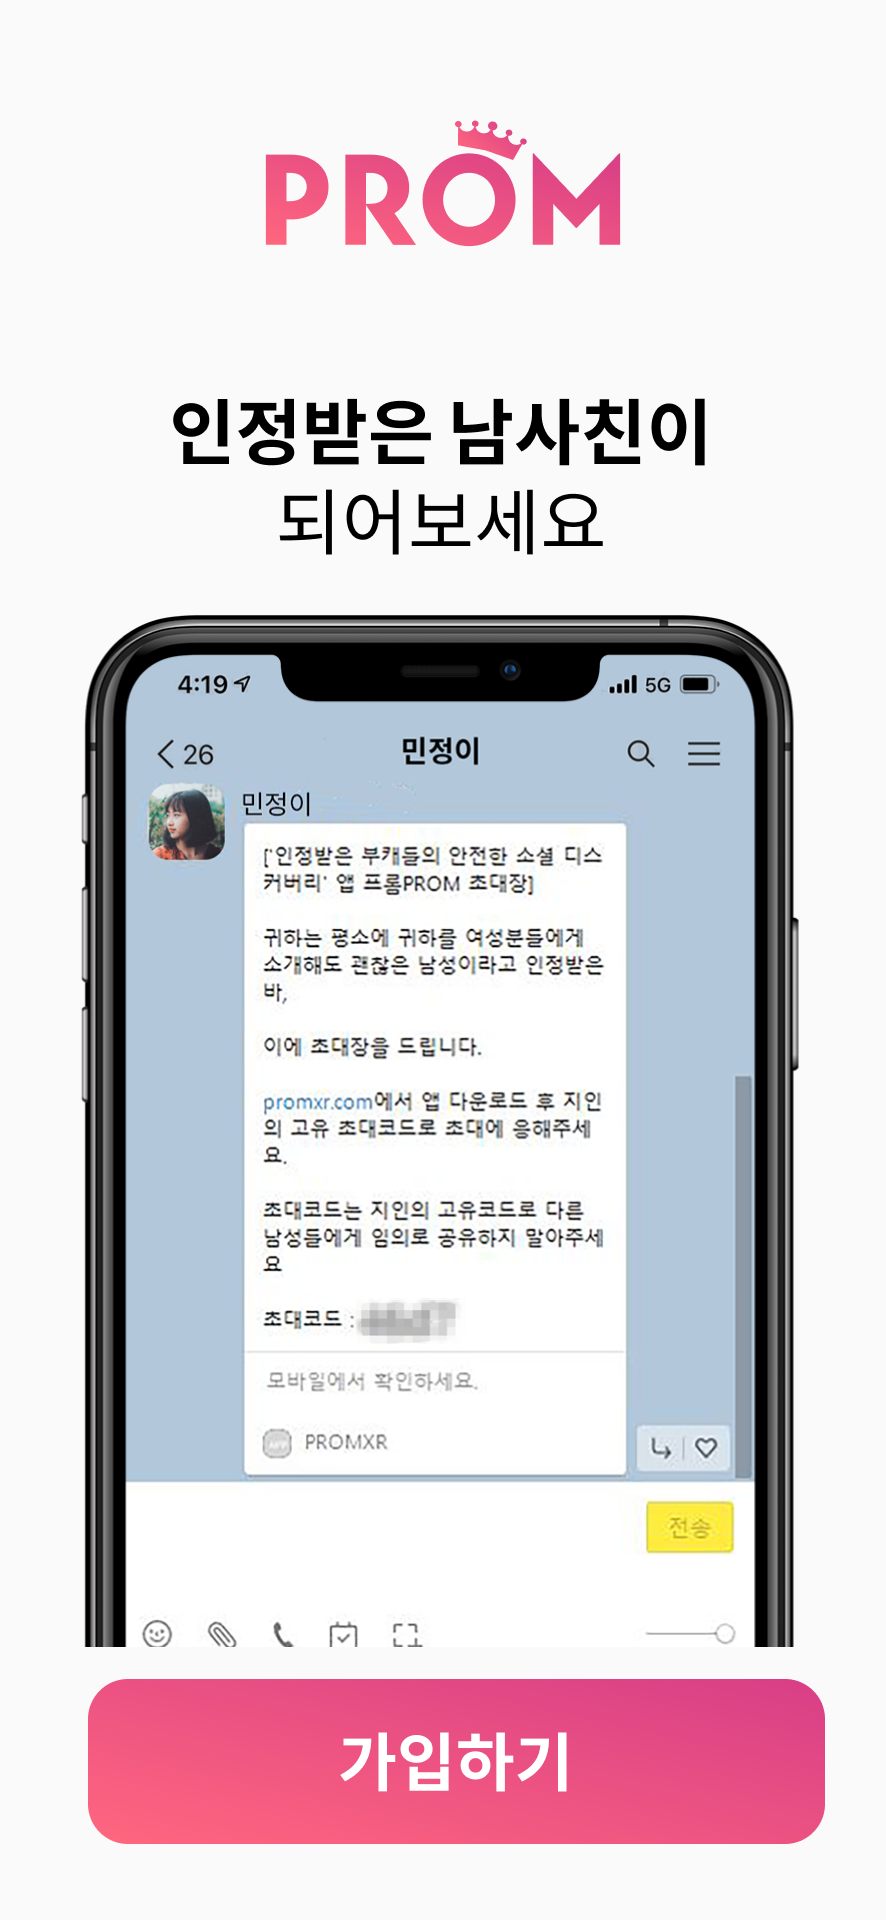 PROM
인정받은 남사친이
되어보세요
4:19 5G
26 민정이
민정이
['인정받은 부캐들의 안전한 소셜 디스
커버리' 앱 프롬PROM 초대장]
귀하는 평소에 귀하를 여성분들에게
소개해도 괜찮은 남성이라고 인정받은
바,
이에 초대장을 드립니다.
promxr.com에서 앱 다운로드 후 지인
의 고유 초대코드로 초대에 응해주세
요.
초대코드는 지인의 고유코드로 다른
남성들에게 임의로 공유하지 말아주세
요
초대코드 :
모바일에서 확인하세요.
PROMXR
전송
가입하기